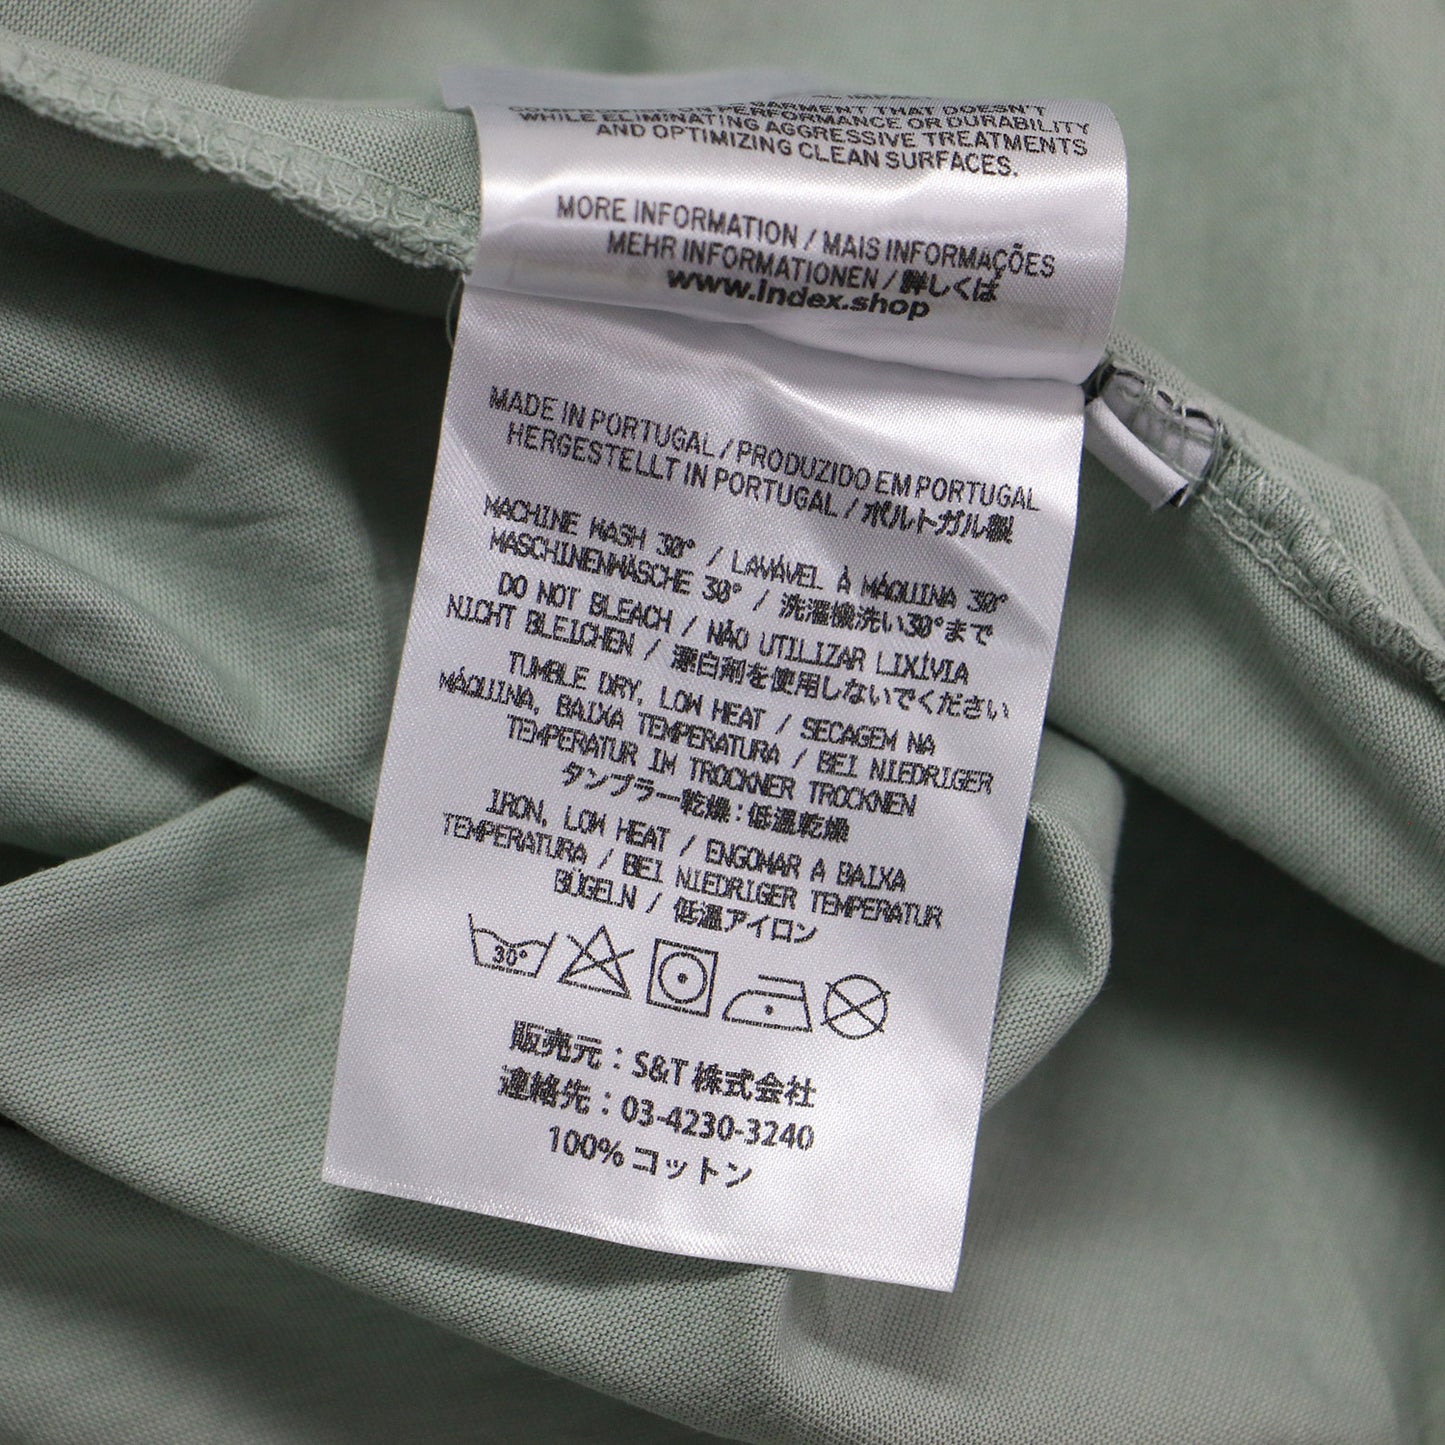 GARMENT THAT DOESN'T
WHILE ELIMINATING PERFORMANCE OR DURABILITY
AGGRESSIVE TREATMENTS
AND OPTIMIZING CLEAN SURFACES.
MORE INFORMATION / MAIS INFORMAÇÕES
MEHR INFORMATIONEN / 詳しくは
www.index.shop
MADE IN PORTUGAL / PRODUZIDO EM PORTUGAL
HERGESTELLT IN PORTUGAL / ポルトガル製
MACHINE WASH 30° / LAVÁVEL À MÁQUINA 30°
MASCHINENWÄSCHE 30° / 洗濯機洗い30°まで
DO NOT BLEACH / NÃO UTILIZAR LIXÍVIA
NICHT BLEICHEN / 漂白剤を使用しないでください
TUMBLE DRY, LOW HEAT / SECAGEM NA
MÁQUINA, BAIXA TEMPERATURA / BEI NIEDRIGER
TEMPERATUR IM TROCKNER TROCKNEN
タンブラー乾燥：低温乾燥
IRON, LOW HEAT / ENGOMAR A BAIXA
TEMPERATURA / BEI NIEDRIGER TEMPERATUR
BÜGELN / 低温アイロン
30°
販売元：S&T 株式会社
連絡先：03-4230-3240
100% コットン